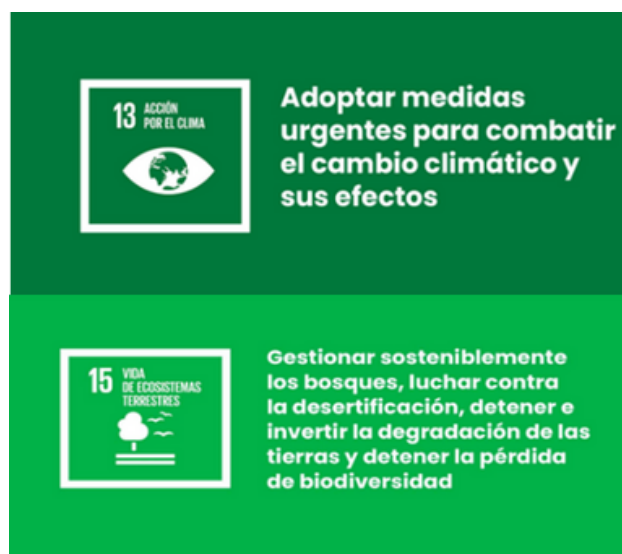 13 ACCIÓN
POR EL CLIMA
Adoptar medidas
urgentes para combatir
el cambio climático y
sus efectos
15 VIDA
DE ECOSISTEMAS
TERRESTRES
Gestionar sosteniblemente
los bosques, luchar contra
la desertificación, detener e
invertir la degradación de las
tierras y detener la pérdida
de biodiversidad